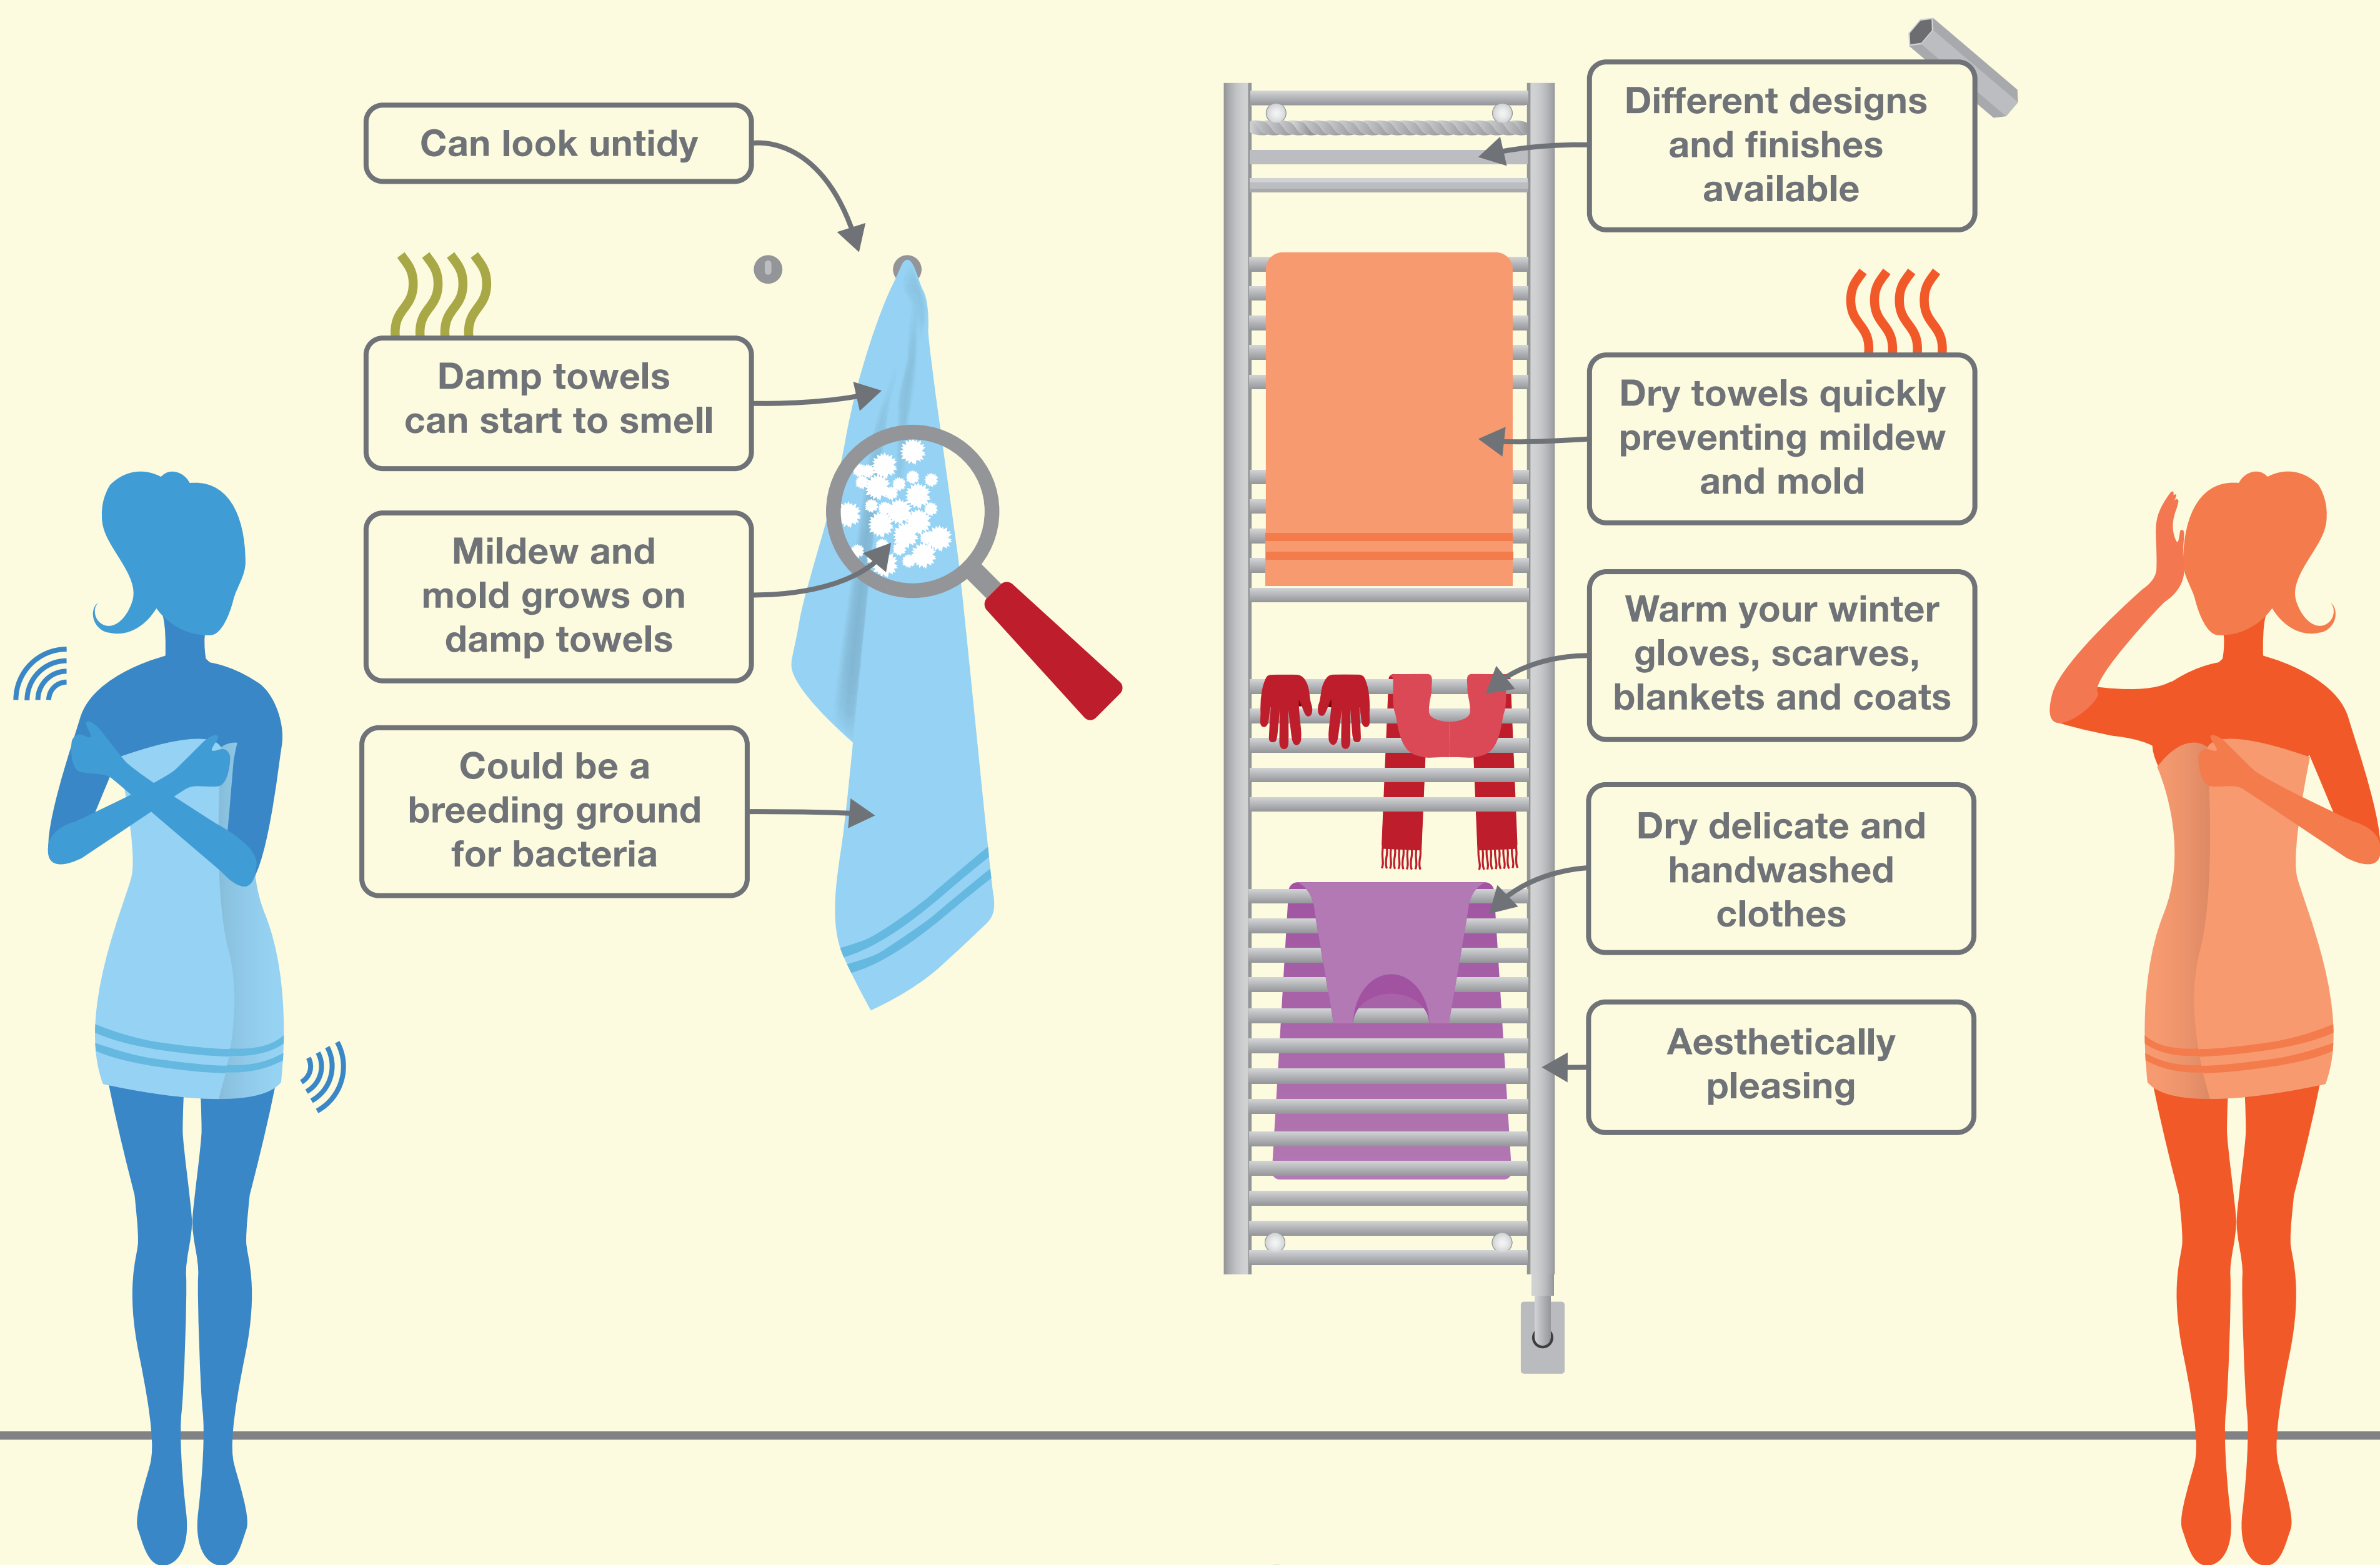 Can look untidy
Damp towels
can start to smell
Mildew and
mold grows on
damp towels
Could be a
breeding ground
for bacteria
Different designs
and finishes
available
Dry towels quickly
preventing mildew
and mold
Warm your winter
gloves, scarves,
blankets and coats
Dry delicate and
handwashed
clothes
Aesthetically
pleasing